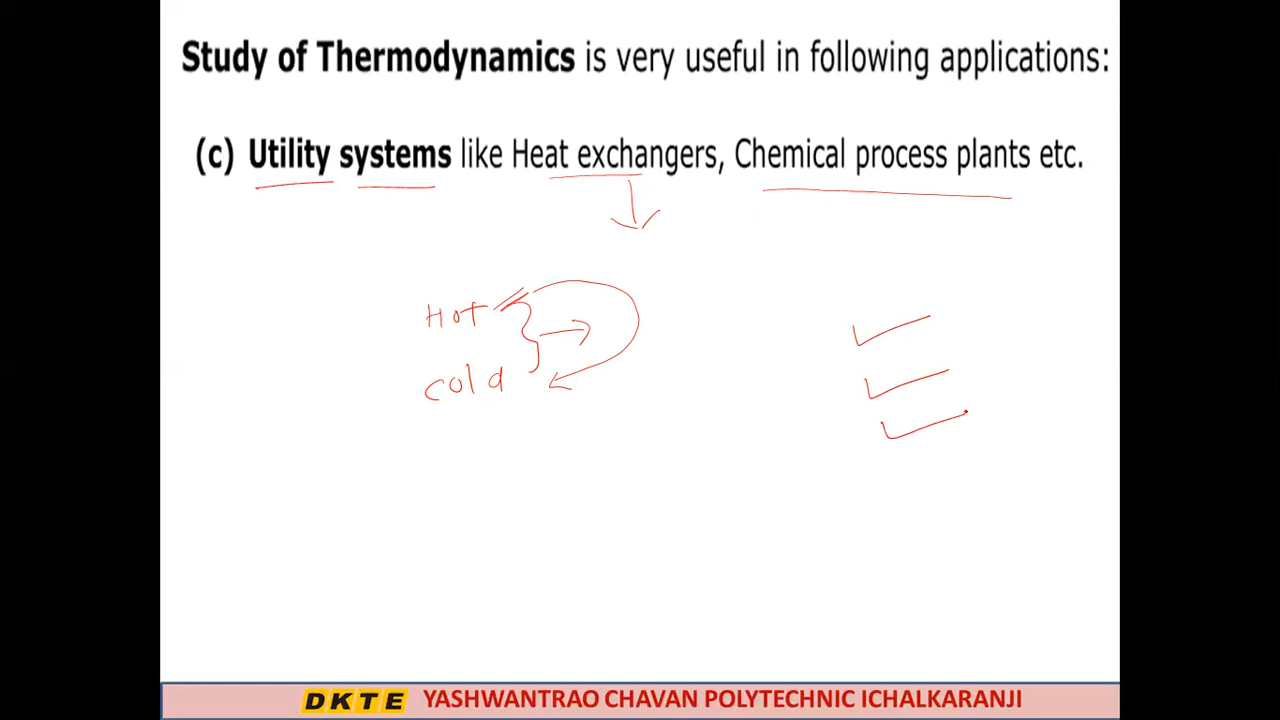 Study of Thermodynamics is very useful in following applications:
(c) Utility systems like Heat exchangers, Chemical process plants etc.
Hot
cold
DKTE YASHWANTRAO CHAVAN POLYTECHNIC ICHALKARANJI